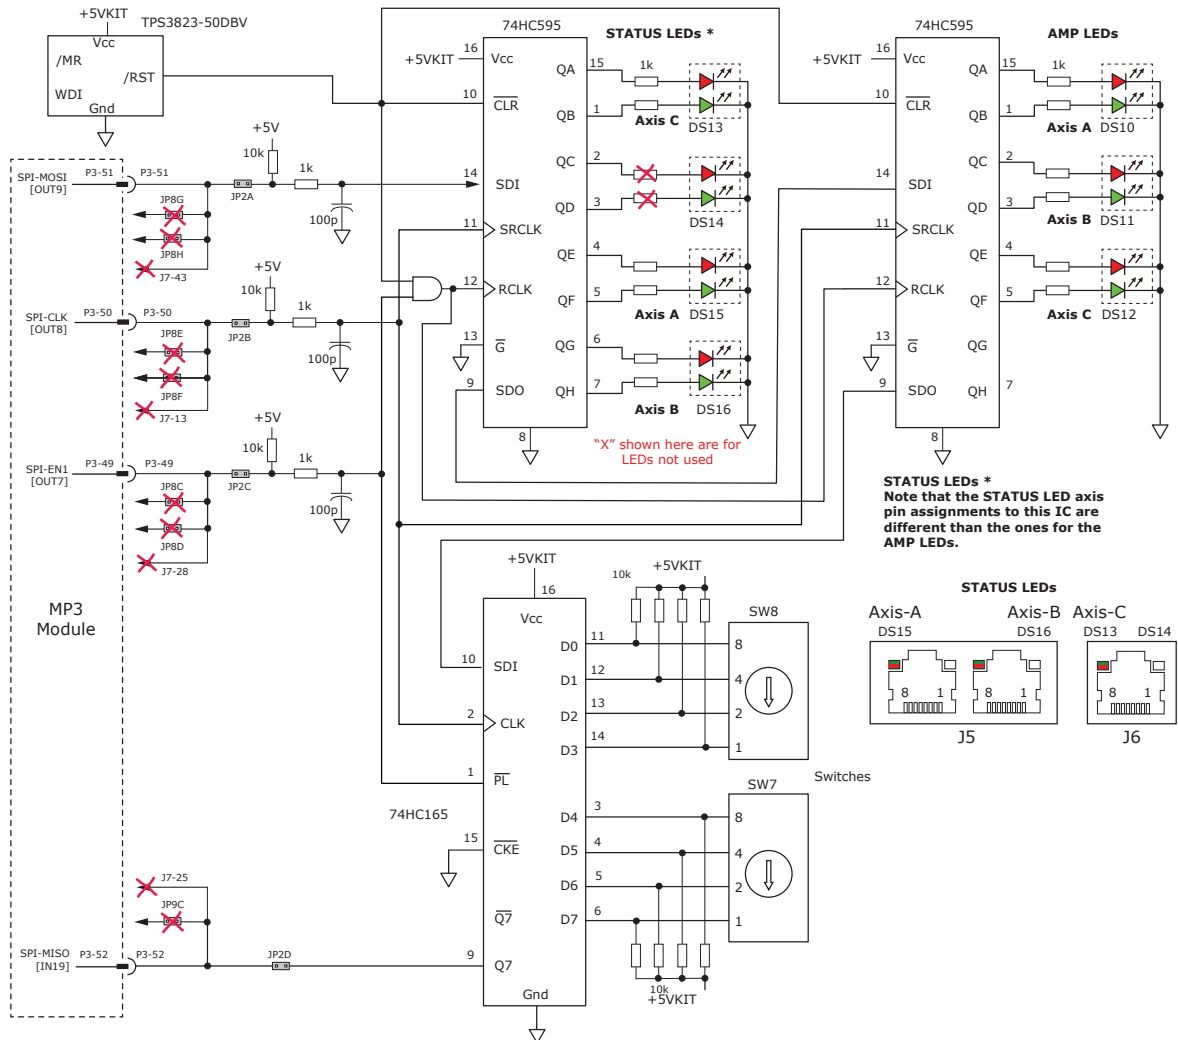 +5VKIT
TPS3823-50DBV
Vcc
/MR
/RST
WDI
Gnd
74HC595
STATUS LEDs *
16
+5VKIT
Vcc
QA
15
1k
10
CLR
QB
1
Axis C
DS13
QC
2
14
SDI
QD
3
DS14
11
SRCLK
QE
4
12
RCLK
QF
5
Axis A
DS15
13
G
QG
6
9
SDO
QH
7
Axis B
DS16
8
"X" shown here are for
LEDs not used
74HC595
AMP LEDs
16
+5VKIT
Vcc
QA
15
1k
10
CLR
QB
1
Axis A
DS10
QC
2
14
SDI
QD
3
Axis B
DS11
11
SRCLK
QE
4
12
RCLK
QF
5
Axis C
DS12
13
G
QG
9
SDO
QH
7
8
STATUS LEDs *
Note that the STATUS LED axis
pin assignments to this IC are
different than the ones for the
AMP LEDs.
+5V
10k
1k
SPI-MOSI
[OUT9]
P3-51
P3-51
JP2A
100p
JP8G
JP8H
J7-43
+5V
10k
1k
SPI-CLK
[OUT8]
P3-50
P3-50
JP2B
100p
JP8E
JP8F
J7-13
+5V
10k
1k
SPI-EN1
[OUT7]
P3-49
P3-49
JP2C
100p
JP8C
JP8D
J7-28
MP3
Module
J7-25
JP9C
SPI-MISO
[IN19]
P3-52
P3-52
JP2D
+5VKIT
16
Vcc
10
SDI
2
CLK
1
PL
74HC165
15
CKE
Q7
9
Q7
Gnd
D0
11
D1
12
D2
13
D3
14
D4
3
D5
4
D6
5
D7
6
+5VKIT
10k
SW8
8
4
2
1
Switches
SW7
8
4
2
1
10k
+5VKIT
STATUS LEDs
Axis-A
Axis-B
Axis-C
DS15
DS16
DS13
DS14
8
1
8
1
8
1
J5
J6